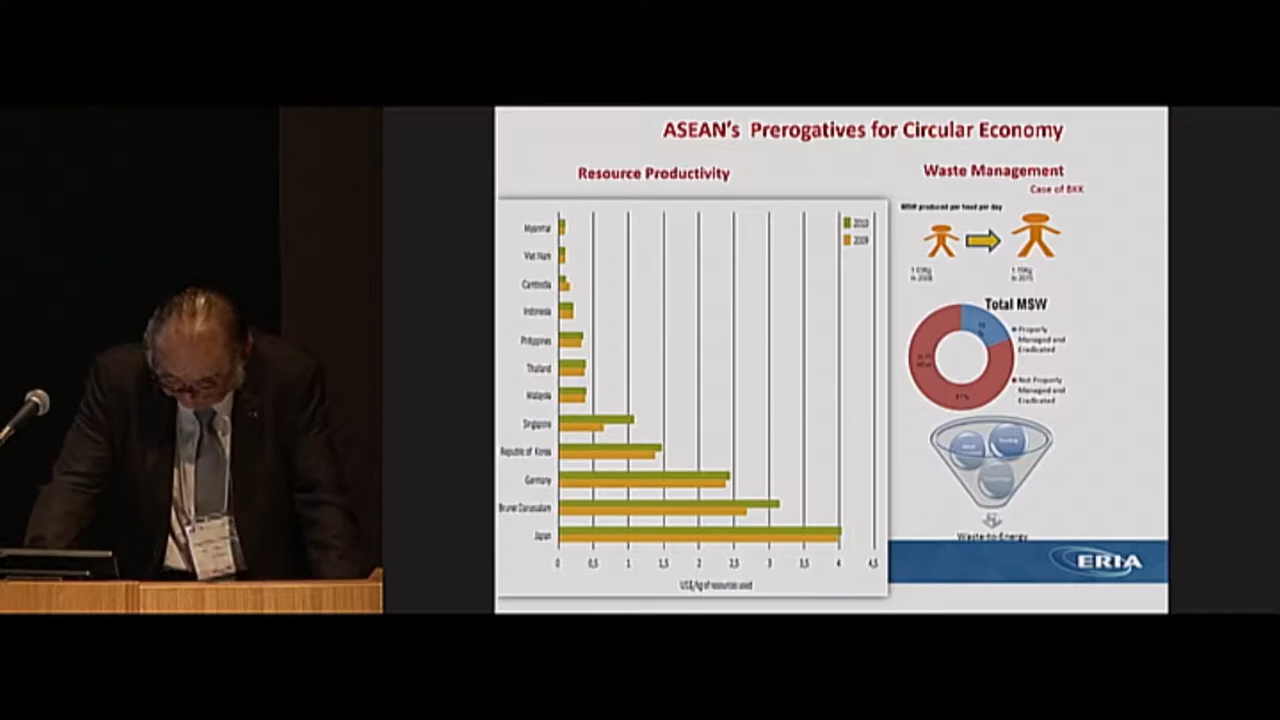 ASEAN's Prerogatives for Circular Economy
Resource Productivity
Waste Management
Case of BKK
MSW produced per head per day
Myanmar
Viet Nam
Cambodia
Indonesia
Philippines
Thailand
Malaysia
Singapore
Republic of Korea
Germany
Brunei Darussalam
Japan
2010
2009
0 0,5 1 1,5 2 2,5 3 3,5 4 4,5
US$/kg of resources used
in 2015
Total MSW
Properly
Managed and
Eradicated
Not Properly
Managed and
Eradicated
Waste-to-Energy
ERIA